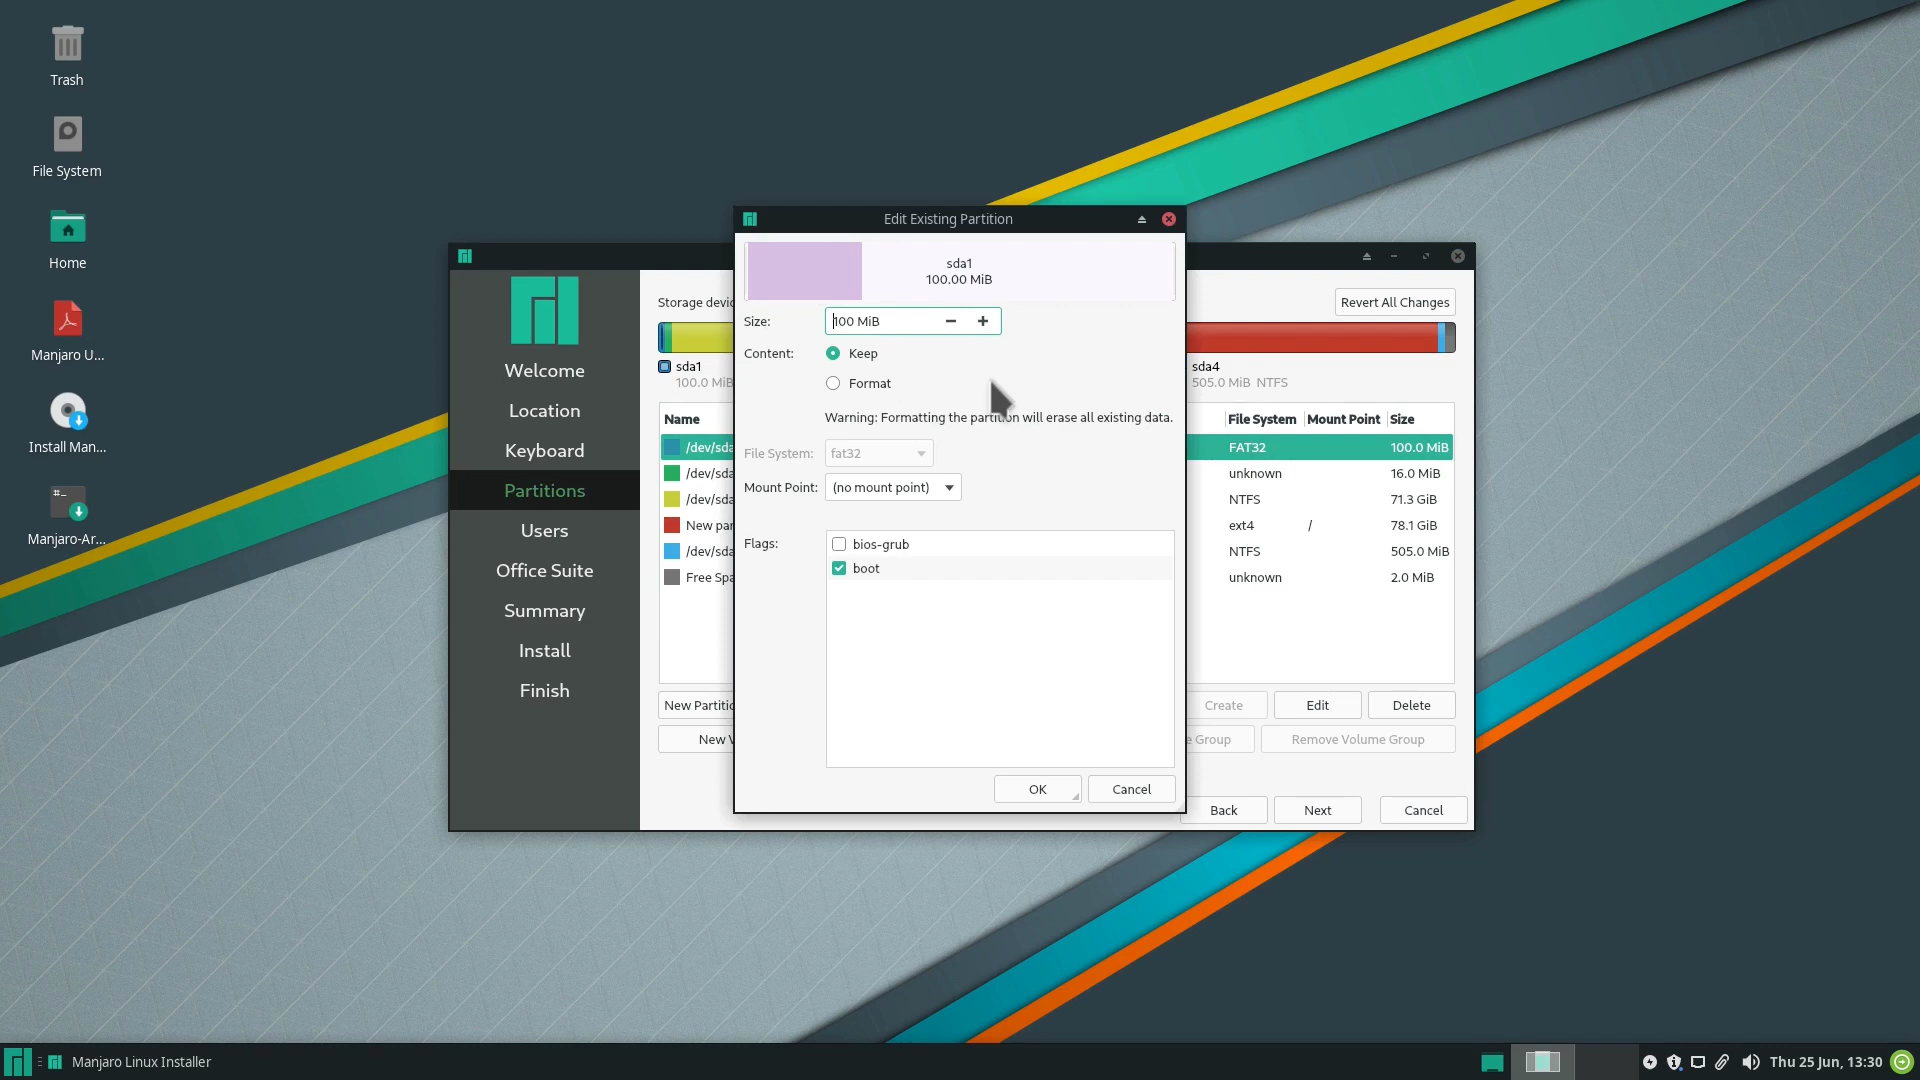 Trash
File System
Home
Manjaro U...
Install Man...
Manjaro-Ar...
Welcome
Location
Keyboard
Partitions
Users
Office Suite
Summary
Install
Finish
Edit Existing Partition
sda1
100.00 MiB
Size: 100 MiB
Content: Keep
Format
Warning: Formatting the partition will erase all existing data.
File System: fat32
Mount Point: (no mount point)
Flags: bios-grub
boot
OK Cancel
Storage devic
Revert All Changes
sda1
100.0 MiB
sda4
505.0 MiB NTFS
Name File System Mount Point Size
/dev/sda FAT32 100.0 MiB
/dev/sda unknown 16.0 MiB
/dev/sda NTFS 71.3 GiB
New par ext4 / 78.1 GiB
/dev/sda NTFS 505.0 MiB
Free Spa unknown 2.0 MiB
New Partitio Create Edit Delete
New V e Group Remove Volume Group
Back Next Cancel
Manjaro Linux Installer
Thu 25 Jun, 13:30